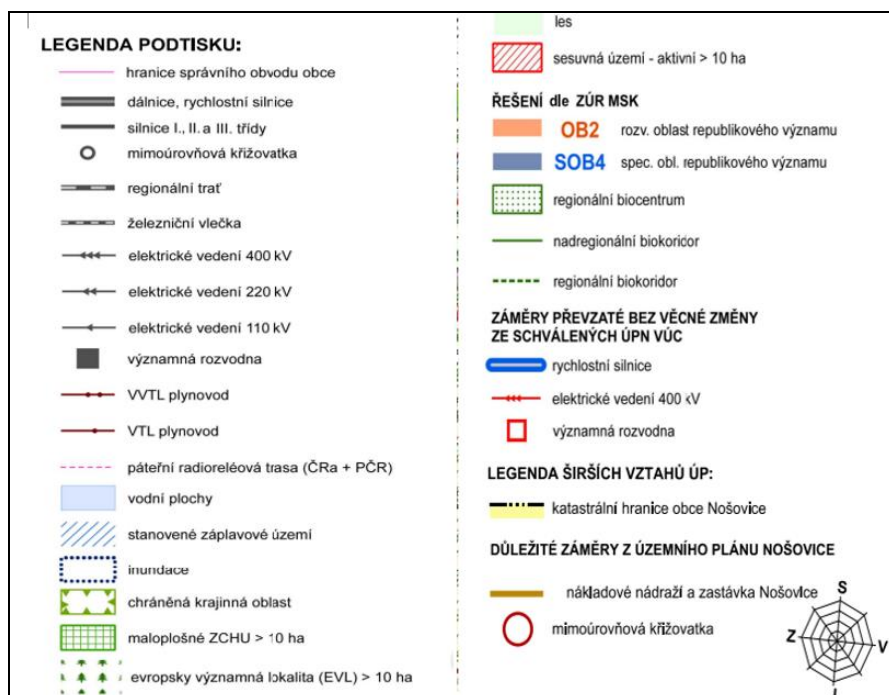 LEGENDA PODTISKU:
hranice správního obvodu obce
dálnice, rychlostní silnice
silnice I., II. a III. třídy
mimoúrovňová křižovatka
regionální trať
železniční vlečka
elektrické vedení 400 kV
elektrické vedení 220 kV
elektrické vedení 110 kV
významná rozvodna
VVTL plynovod
VTL plynovod
páteřní radioreléová trasa (ČRa + PČR)
vodní plochy
stanovené záplavové území
inundace
chráněná krajinná oblast
maloplošné ZCHU > 10 ha
evropsky významná lokalita (EVL) > 10 ha
les
sesuvná území - aktivní > 10 ha
ŘEŠENÍ dle ZÚR MSK
OB2 rozv. oblast republikového významu
SOB4 spec. obl. republikového významu
regionální biocentrum
nadregionální biokoridor
regionální biokoridor
ZÁMĚRY PŘEVZATÉ BEZ VĚCNÉ ZMĚNY
ZE SCHVÁLENÝCH ÚPN VÚC
rychlostní silnice
elektrické vedení 400 kV
významná rozvodna
LEGENDA ŠIRŠÍCH VZTAHŮ ÚP:
katastrální hranice obce Nošovice
DŮLEŽITÉ ZÁMĚRY Z ÚZEMNÍHO PLÁNU NOŠOVICE
nákladové nádraží a zastávka Nošovice
mimoúrovňová křižovatka
S
Z
V